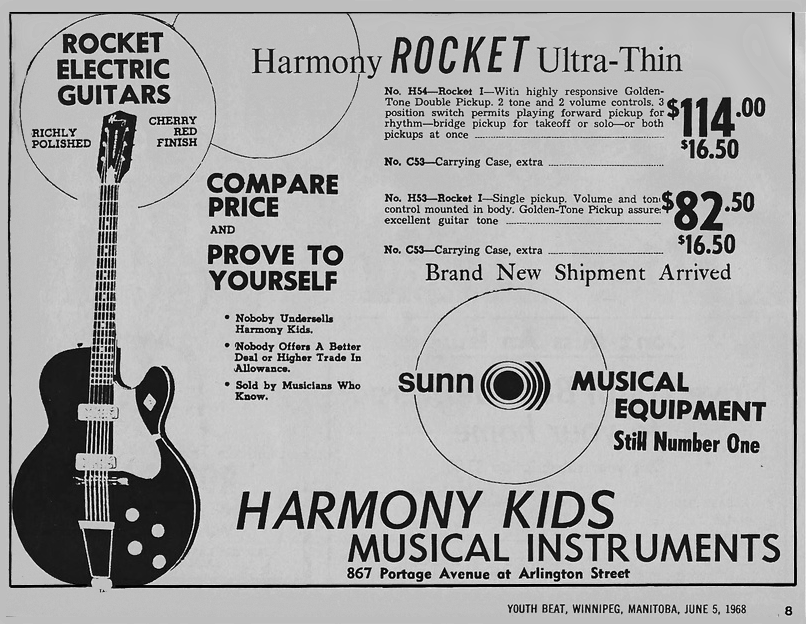 ROCKET
ELECTRIC
GUITARS
RICHLY
POLISHED
CHERRY
RED
FINISH
Harmony ROCKET Ultra-Thin
No. H54—Rocket I—With highly responsive Golden-
Tone Double Pickup. 2 tone and 2 volume controls. 3
position switch permits playing forward pickup for
rhythm—bridge pickup for takeoff or solo—or both
pickups at once
$114.00
No. C53—Carrying Case, extra
$16.50
No. H53—Rocket I—Single pickup. Volume and ton
control mounted in body. Golden-Tone Pickup assure
excellent guitar tone
$82.50
No. C53—Carrying Case, extra
$16.50
Brand New Shipment Arrived
COMPARE
PRICE
AND
PROVE TO
YOURSELF
• Noboby Undersells
Harmony Kids.
• Nobody Offers A Better
Deal or Higher Trade In
Allowance.
• Sold by Musicians Who
Know.
sunn MUSICAL
EQUIPMENT
Still Number One
HARMONY KIDS
MUSICAL INSTRUMENTS
867 Portage Avenue at Arlington Street
YOUTH BEAT, WINNIPEG, MANITOBA, JUNE 5, 1968 8